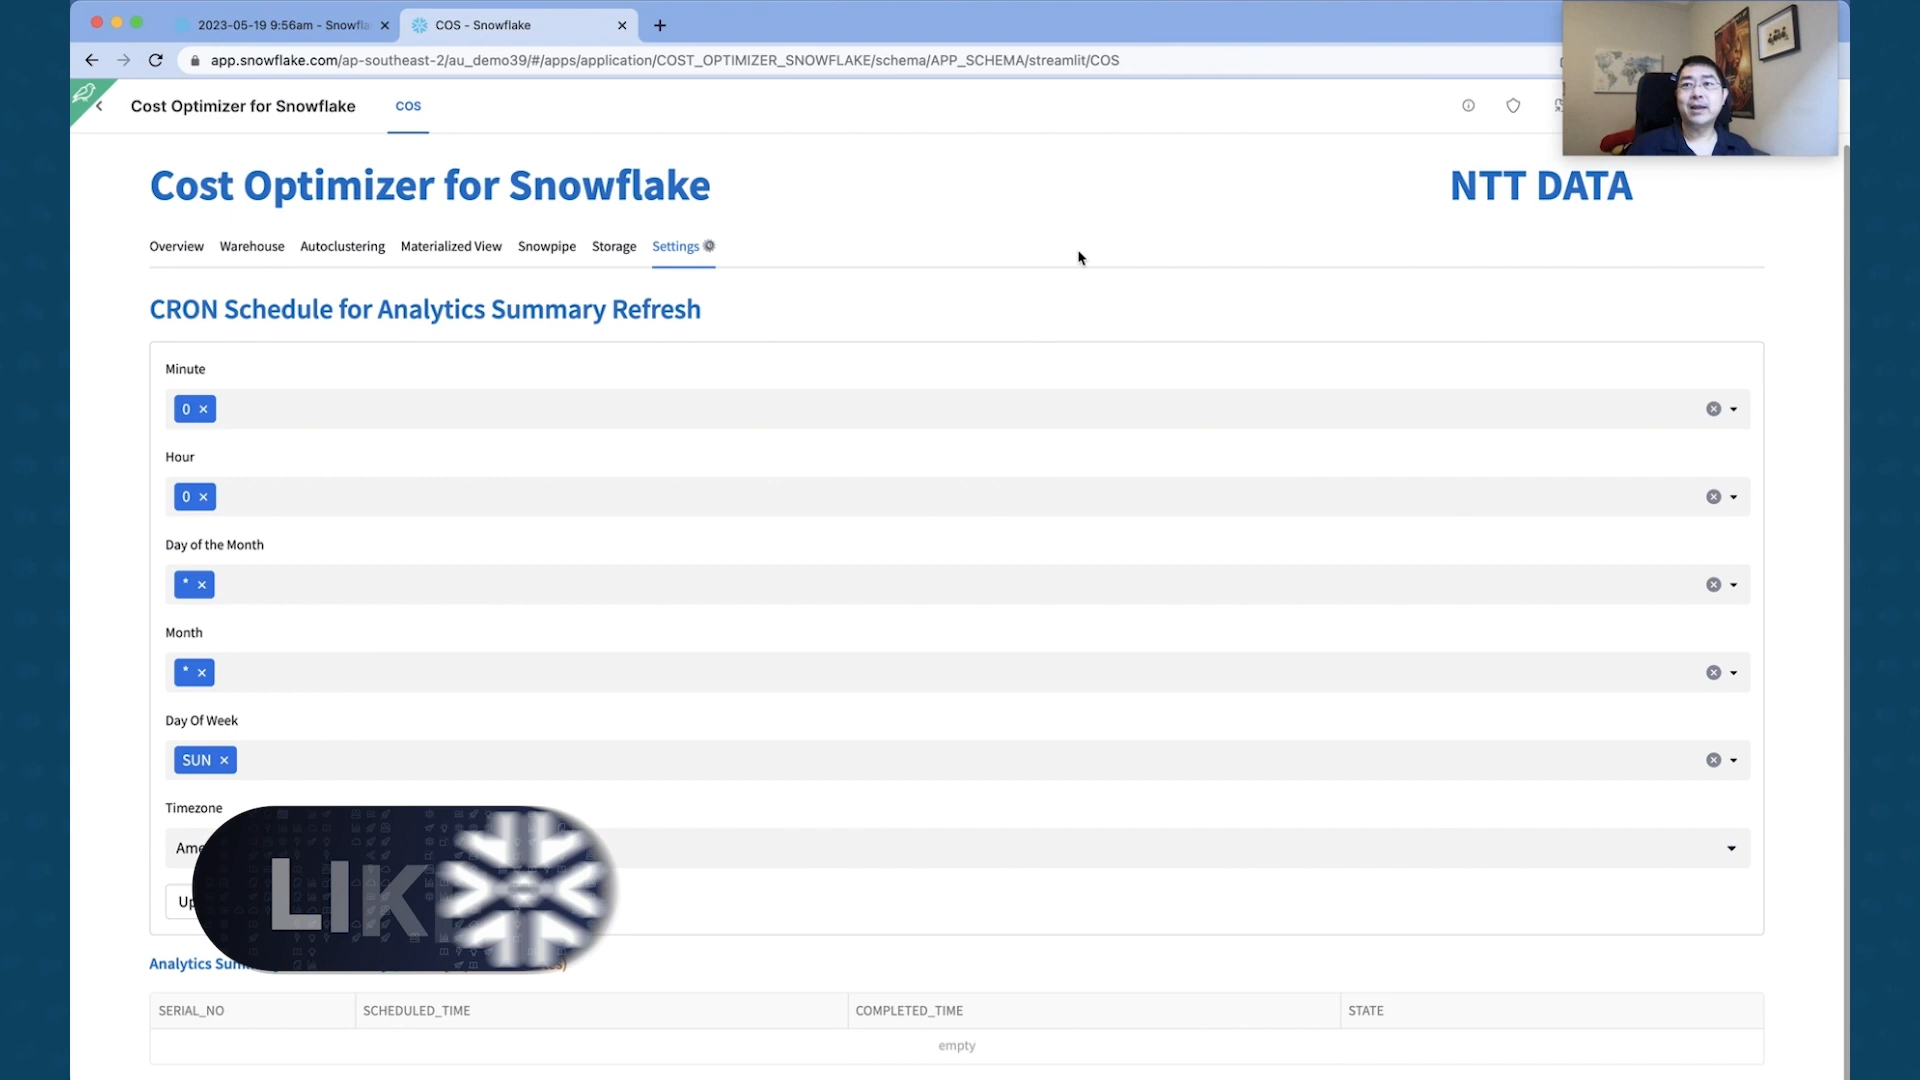 2023-05-19 9:56am - Snowfla
COS - Snowflake
app.snowflake.com/ap-southeast-2/au_demo39/#/apps/application/COST_OPTIMIZER_SNOWFLAKE/schema/APP_SCHEMA/streamlit/COS
Cost Optimizer for Snowflake
COS
Cost Optimizer for Snowflake
NTT DATA
Overview
Warehouse
Autoclustering
Materialized View
Snowpipe
Storage
Settings
CRON Schedule for Analytics Summary Refresh
Minute
0
Hour
0
Day of the Month
*
Month
*
Day Of Week
SUN
Timezone
Ame
Up
LIK
Analytics Sum
SERIAL_NO
SCHEDULED_TIME
COMPLETED_TIME
STATE
empty